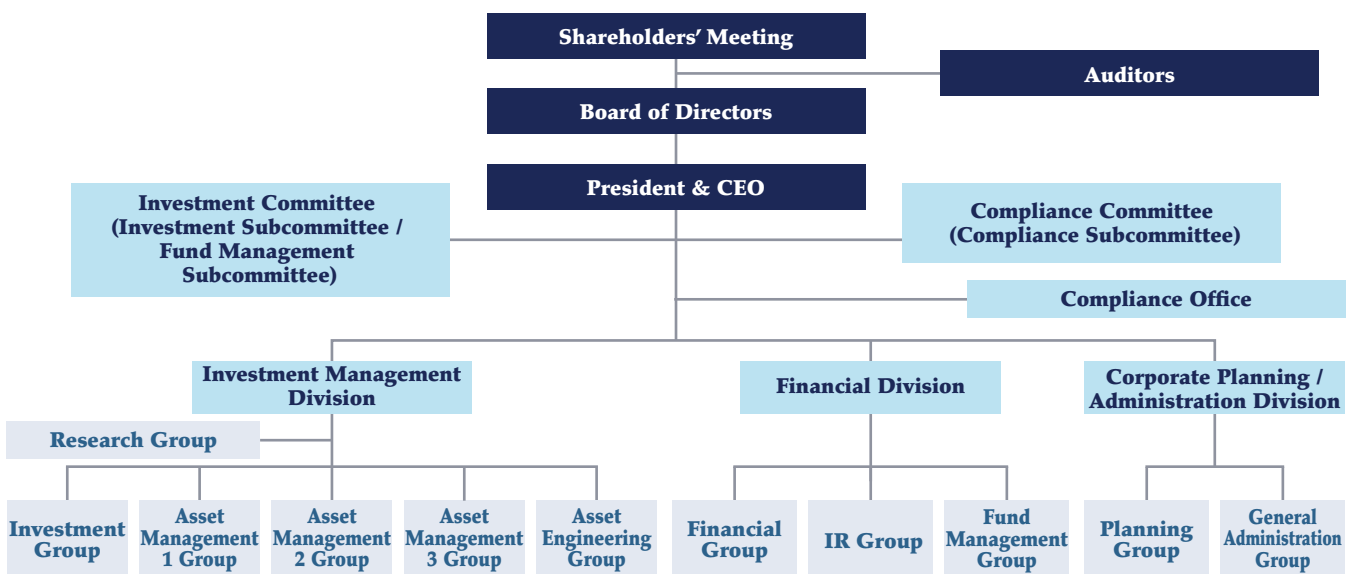 Shareholders’ Meeting
Auditors
Board of Directors
President & CEO
Investment Committee
(Investment Subcommittee /
Fund Management
Subcommittee)
Compliance Committee
(Compliance Subcommittee)
Compliance Office
Investment Management
Division
Financial Division
Corporate Planning /
Administration Division
Research Group
Investment
Group
Asset
Management
1 Group
Asset
Management
2 Group
Asset
Management
3 Group
Asset
Engineering
Group
Financial
Group
IR Group
Fund
Management
Group
Planning
Group
General
Administration
Group